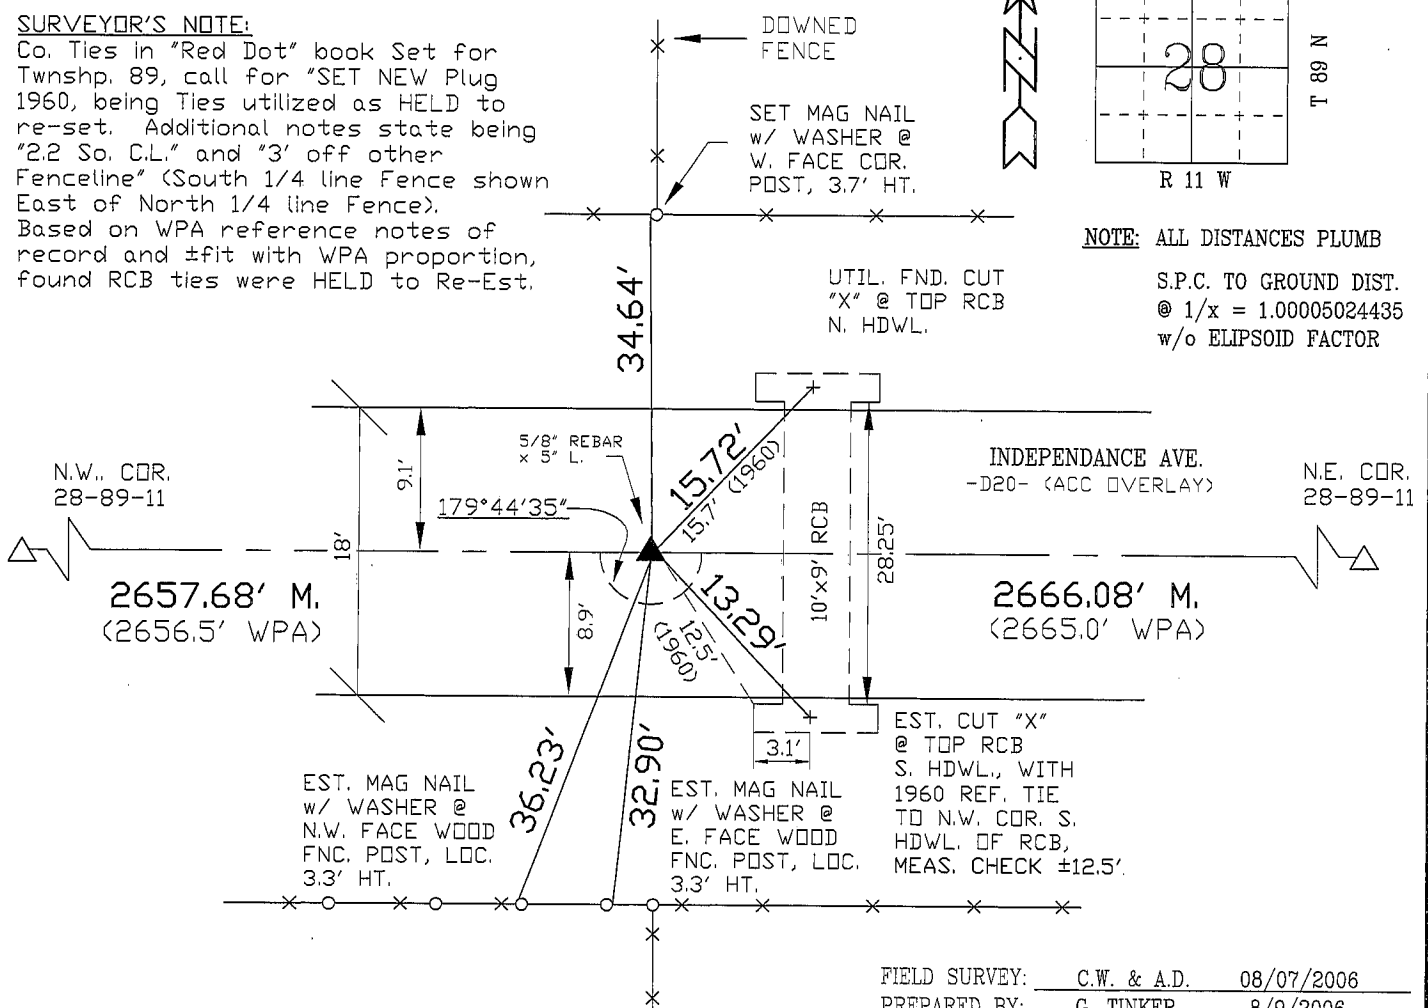 SURVEYOR'S NOTE:
Co. Ties in "Red Dot" book Set for
Twnshp. 89, call for "SET NEW Plug
1960, being Ties utilized as HELD to
re-set. Additional notes state being
"2.2 So. C.L." and "3' off other
Fenceline" (South 1/4 line Fence shown
East of North 1/4 line Fence).
Based on WPA reference notes of
record and ±fit with WPA proportion,
found RCB ties were HELD to Re-Est.
DOWNED
FENCE
SET MAG NAIL
w/ WASHER @
W. FACE COR.
POST, 3.7' HT.
N
28
T 89 N
R 11 W
NOTE: ALL DISTANCES PLUMB
S.P.C. TO GROUND DIST.
@ 1/x = 1.00005024435
w/o ELIPSOID FACTOR
UTIL. FND. CUT
"X" @ TOP RCB
N. HDWL.
34.64'
5/8" REBAR
x 5" L.
9.1'
179°44'35"
15.72'
15.7' (1960)
10'x9' RCB
28.25'
INDEPENDANCE AVE.
-D20- (ACC OVERLAY)
N.W.. COR.
28-89-11
N.E. COR.
28-89-11
18'
2657.68' M.
(2656.5' WPA)
8.9'
13.29'
12.5'
(1960)
2666.08' M.
(2665.0' WPA)
36.23'
32.90'
3.1'
EST. MAG NAIL
w/ WASHER @
N.W. FACE WOOD
FNC. POST, LOC.
3.3' HT.
EST. MAG NAIL
w/ WASHER @
E. FACE WOOD
FNC. POST, LOC.
3.3' HT.
EST. CUT "X"
@ TOP RCB
S. HDWL., WITH
1960 REF. TIE
TO N.W. COR. S.
HDWL. OF RCB,
MEAS. CHECK ±12.5'.
FIELD SURVEY: C.W. & A.D. 08/07/2006
PREPARED BY: G. TINKER 8/9/2006